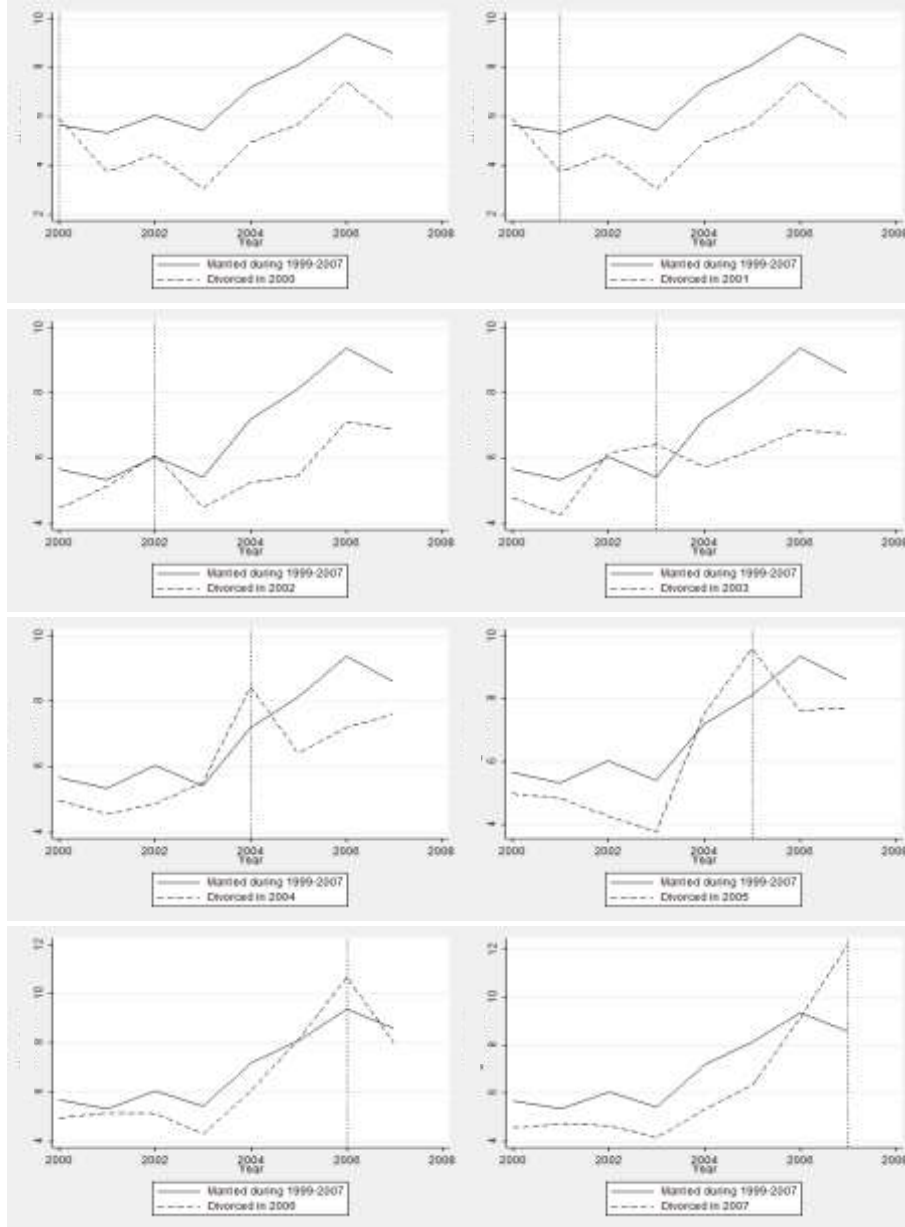 10
8
6
4
2
2000 2002 2004 2006 2008
Year
Married during 1999-2007
Divorced in 2000
10
8
6
4
2
2000 2002 2004 2006 2008
Year
Married during 1999-2007
Divorced in 2001
10
8
6
4
2000 2002 2004 2006 2008
Year
Married during 1999-2007
Divorced in 2002
10
8
6
4
2000 2002 2004 2006 2008
Year
Married during 1999-2007
Divorced in 2003
10
8
6
4
2000 2002 2004 2006 2008
Year
Married during 1999-2007
Divorced in 2004
10
8
6
4
2000 2002 2004 2006 2008
Year
Married during 1999-2007
Divorced in 2005
12
10
8
6
4
2000 2002 2004 2006 2008
Year
Married during 1999-2007
Divorced in 2006
12
10
8
6
4
2000 2002 2004 2006 2008
Year
Married during 1999-2007
Divorced in 2007